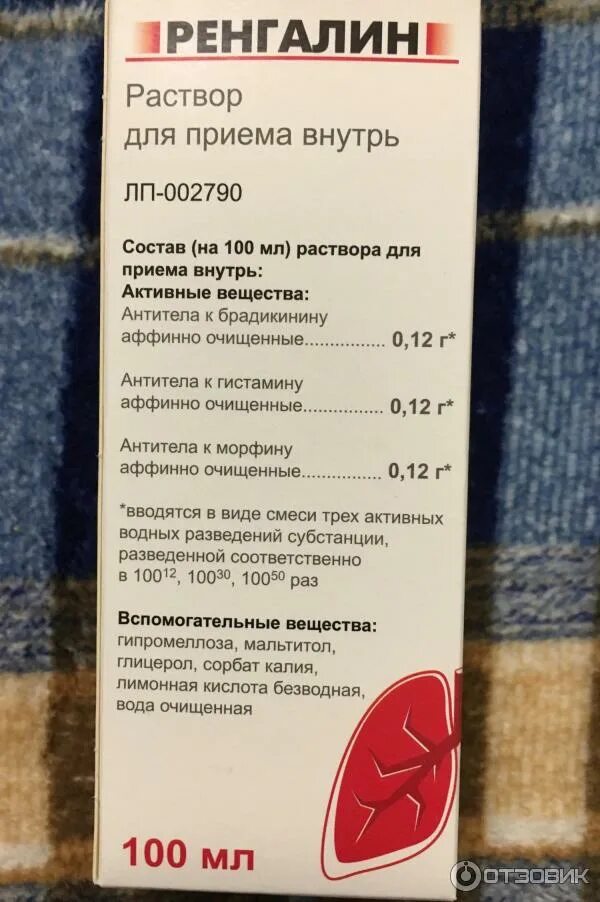 РЕНГАЛИН
Раствор
для приема внутрь
ЛП-002790
Состав (на 100 мл) раствора для
приема внутрь:
Активные вещества:
Антитела к брадикинину
аффинно очищенные................ 0,12 г*
Антитела к гистамину
аффинно очищенные................ 0,12 г*
Антитела к морфину
аффинно очищенные................ 0,12 г*
*вводятся в виде смеси трех активных
водных разведений субстанции,
разведенной соответственно
в 100¹², 100³⁰, 100⁵⁰ раз
Вспомогательные вещества:
гипромеллоза, мальтитол,
глицерол, сорбат калия,
лимонная кислота безводная,
вода очищенная
100 мл
ОТЗОВИК